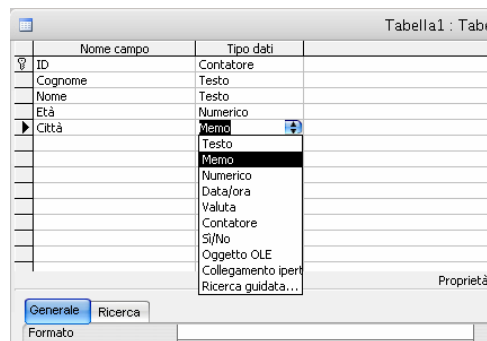 Tabella1 : Tabe
Nome campo Tipo dati
ID Contatore
Cognome Testo
Nome Testo
Età Numerico
Città Memo
Testo
Memo
Numerico
Data/ora
Valuta
Contatore
Sì/No
Oggetto OLE
Collegamento ipert
Ricerca guidata...
Proprietà
Generale Ricerca
Formato